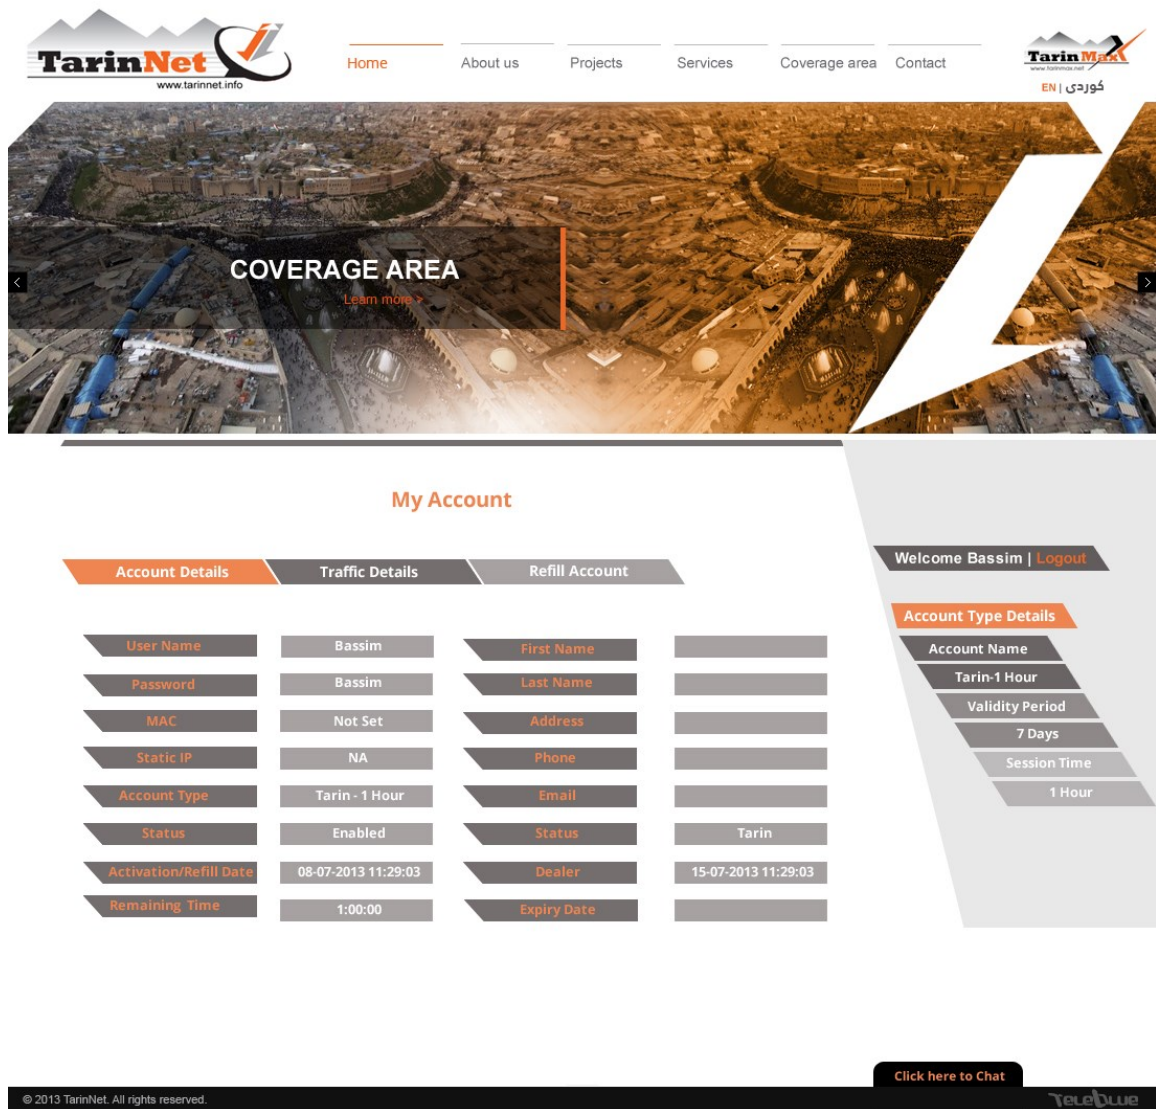 TarinNet
www.tarinnet.info
Home
About us
Projects
Services
Coverage area
Contact
TarinMax
www.tarinmax.net
EN | كوردى
COVERAGE AREA
Learn more >
My Account
Account Details
Traffic Details
Refill Account
User Name
Bassim
First Name
Password
Bassim
Last Name
MAC
Not Set
Address
Static IP
NA
Phone
Account Type
Tarin - 1 Hour
Email
Status
Enabled
Status
Tarin
Activation/Refill Date
08-07-2013 11:29:03
Dealer
15-07-2013 11:29:03
Remaining Time
1:00:00
Expiry Date
Welcome Bassim | Logout
Account Type Details
Account Name
Tarin-1 Hour
Validity Period
7 Days
Session Time
1 Hour
Click here to Chat
© 2013 TarinNet. All rights reserved.
TeleBlue